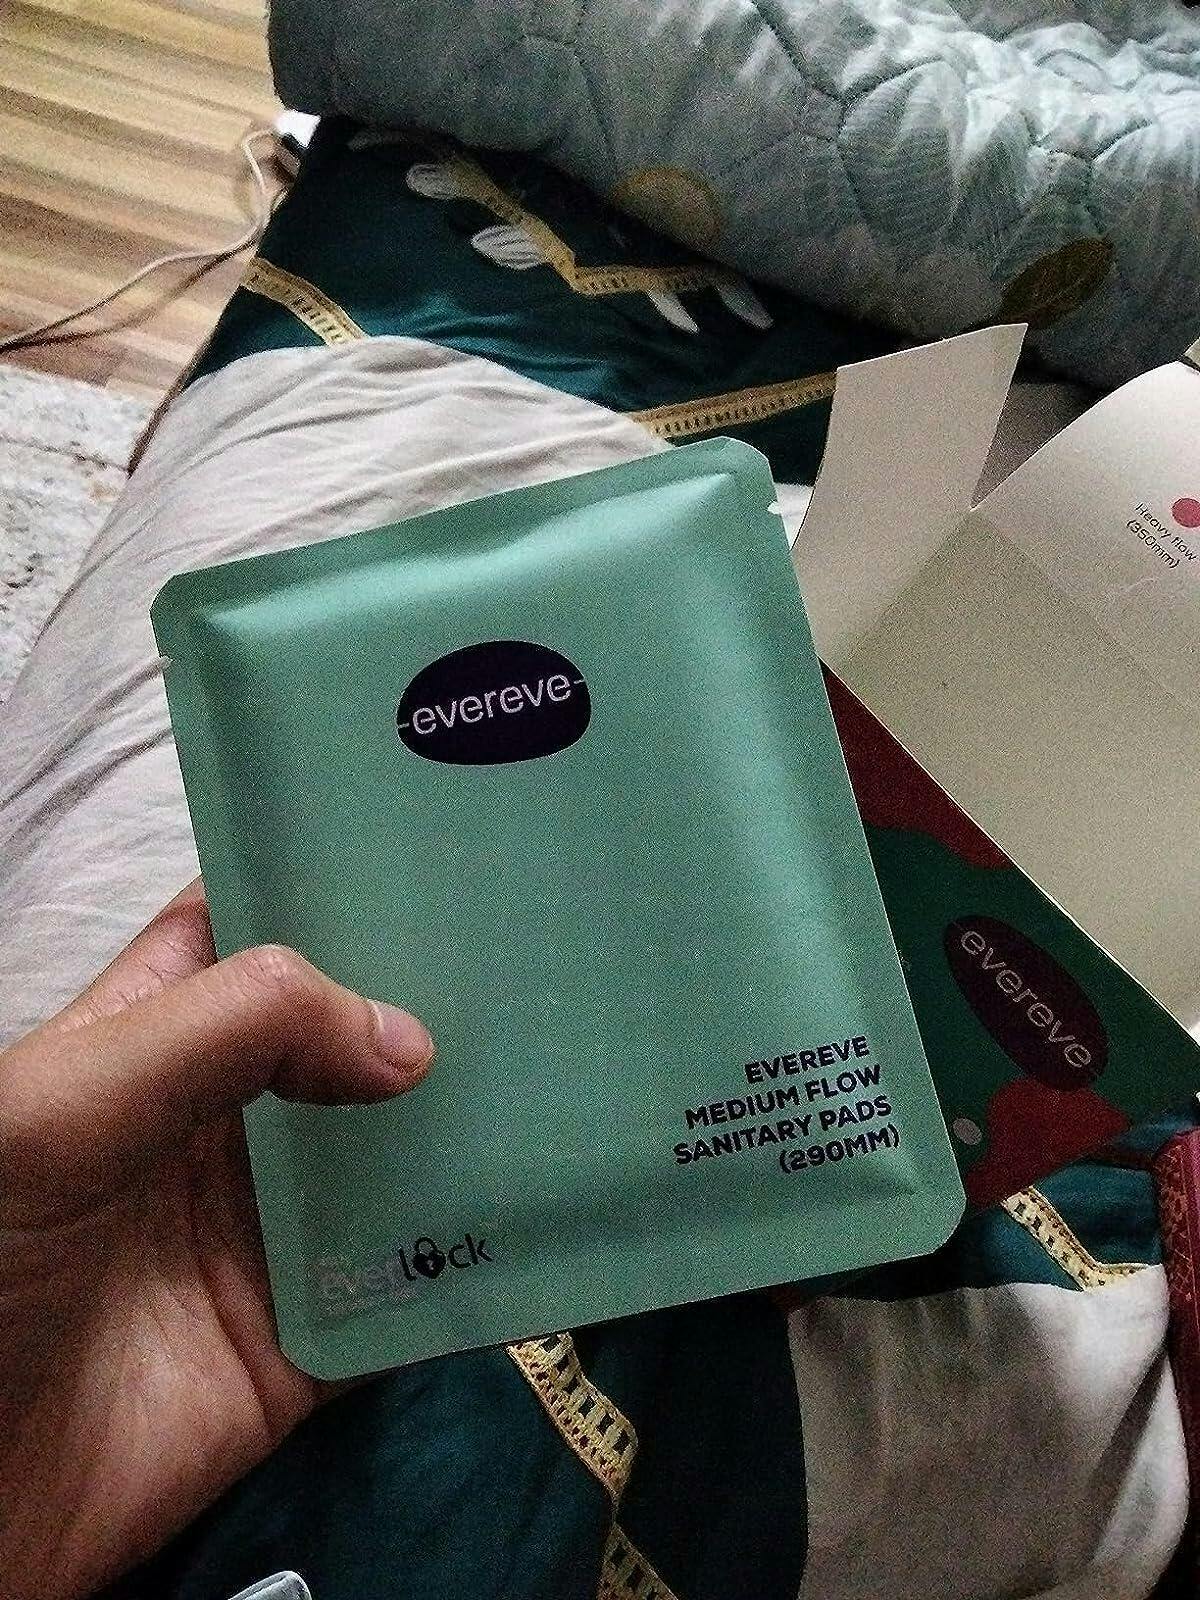 Heavy flow
(350mm)
-evereve-
evereve
EVEREVE
MEDIUM FLOW
SANITARY PADS
(290MM)
everlock